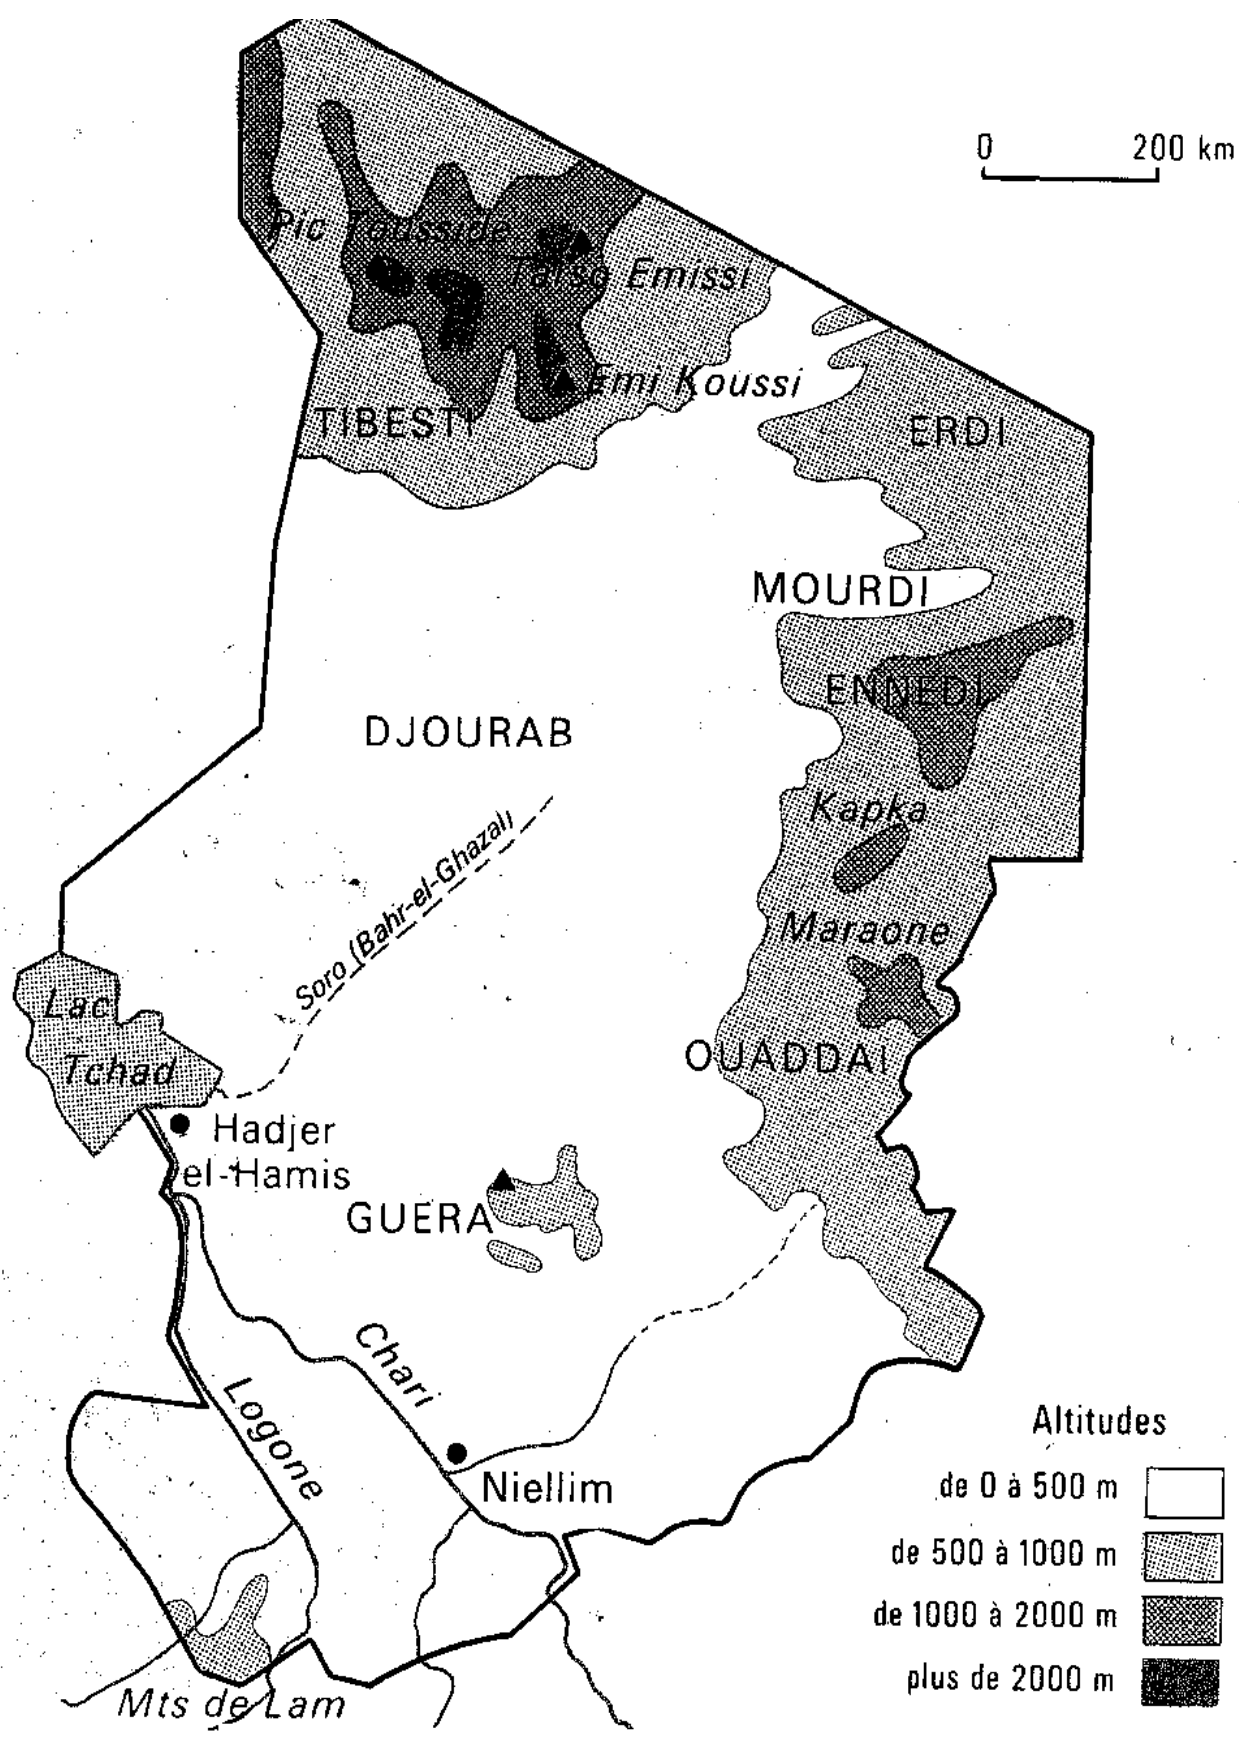 0 200 km
Pic Toussidé
Tarso Emissi
Emi Koussi
TIBESTI
ERDI
MOURDI
ENNEDI
DJOURAB
Kapka
Soro (Bahr-el-Ghazal)
Maraone
Lac
Tchad
OUADDAI
Hadjer
el-Hamis
GUERA
Chari
Logone
Niellim
Altitudes
de 0 à 500 m
de 500 à 1000 m
de 1000 à 2000 m
plus de 2000 m
Mts de Lam